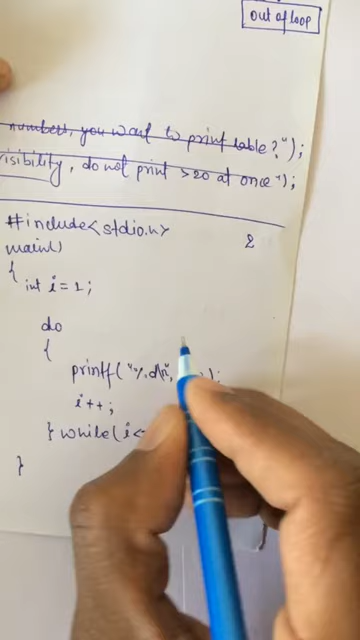 out of loop
numbers, you want to print table?");
visibility, do not print >20 at once");
#include<stdio.h>
main()
2
{
int i=1;
do
{
printf("%d\n", );
i++;
} while(i<
}